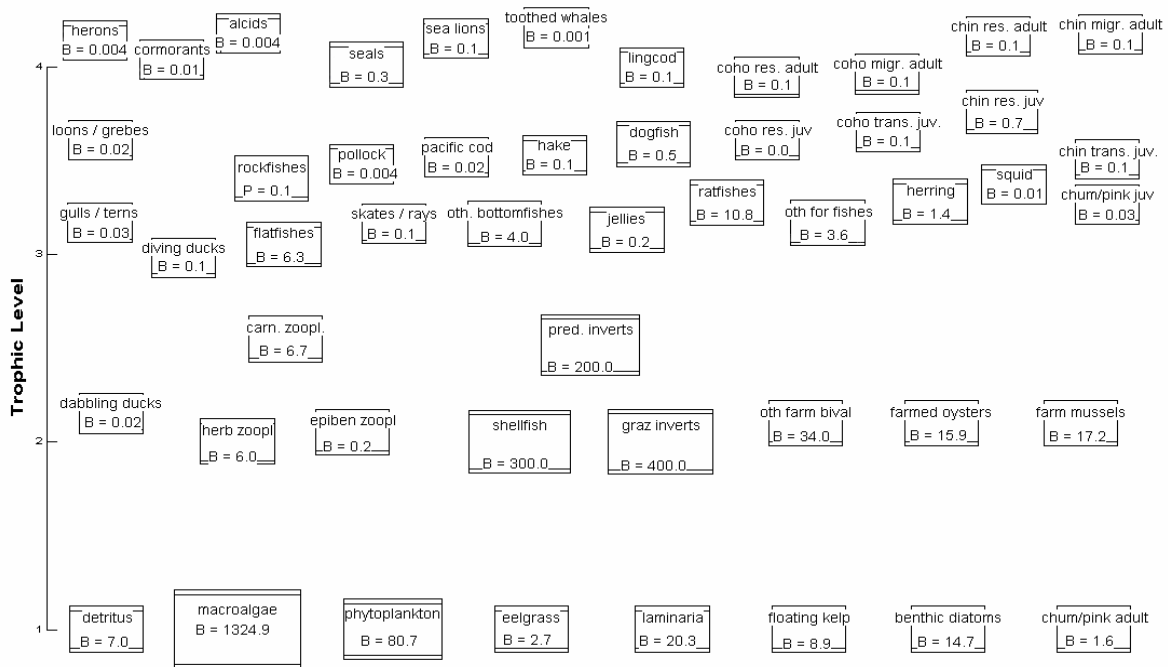 herons
B = 0.004
cormorants
B = 0.01
alcids
B = 0.004
seals
B = 0.3
sea lions
B = 0.1
toothed whales
B = 0.001
lingcod
B = 0.1
coho res. adult
B = 0.1
coho migr. adult
B = 0.1
chin res. adult
B = 0.1
chin migr. adult
B = 0.1
4
loons / grebes
B = 0.02
rockfishes
P = 0.1
pollock
B = 0.004
pacific cod
B = 0.02
hake
B = 0.1
dogfish
B = 0.5
coho res. juv
B = 0.0
coho trans. juv.
B = 0.1
chin res. juv
B = 0.7
chin trans. juv.
B = 0.1
gulls / terns
B = 0.03
diving ducks
B = 0.1
flatfishes
B = 6.3
skates / rays
B = 0.1
oth. bottomfishes
B = 4.0
jellies
B = 0.2
ratfishes
B = 10.8
oth for fishes
B = 3.6
herring
B = 1.4
squid
B = 0.01
chum/pink juv
B = 0.03
3
Trophic Level
carn. zoopl.
B = 6.7
pred. inverts
B = 200.0
dabbling ducks
B = 0.02
herb zoopl
B = 6.0
epiben zoopl
B = 0.2
shellfish
B = 300.0
graz inverts
B = 400.0
oth farm bival
B = 34.0
farmed oysters
B = 15.9
farm mussels
B = 17.2
2
detritus
B = 7.0
macroalgae
B = 1324.9
phytoplankton
B = 80.7
eelgrass
B = 2.7
laminaria
B = 20.3
floating kelp
B = 8.9
benthic diatoms
B = 14.7
chum/pink adult
B = 1.6
1